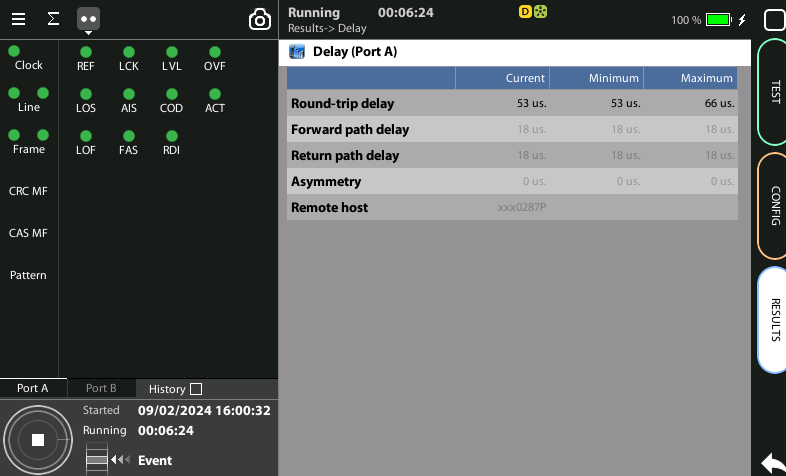 Running 00:06:24
D
Results-> Delay
100 %
Clock
Line
Frame
CRC MF
CAS MF
Pattern
REF LCK LVL OVF
LOS AIS COD ACT
LOF FAS RDI
Delay (Port A)
Current Minimum Maximum
Round-trip delay 53 us. 53 us. 66 us.
Forward path delay 18 us. 18 us. 18 us.
Return path delay 18 us. 18 us. 18 us.
Asymmetry 0 us. 0 us. 0 us.
Remote host xxx0287P
TEST
CONFIG
RESULTS
Port A Port B History
Started 09/02/2024 16:00:32
Running 00:06:24
Event